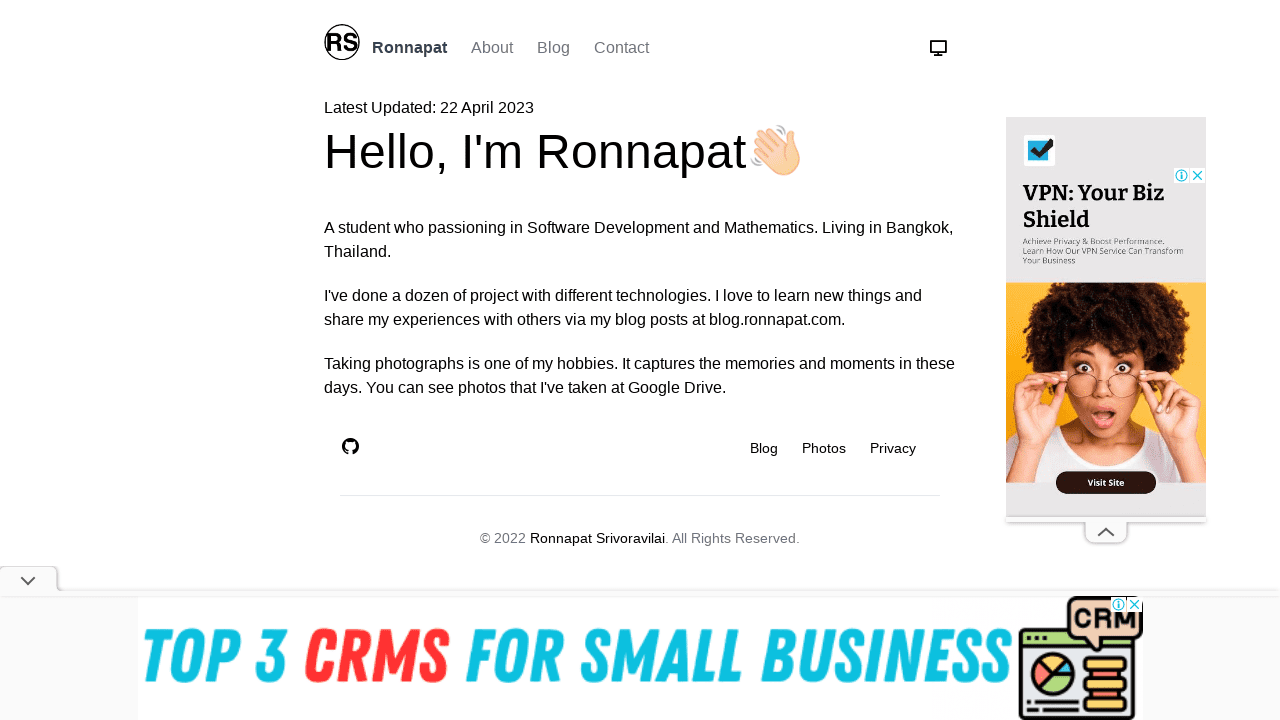 RS Ronnapat About Blog Contact
Latest Updated: 22 April 2023
Hello, I'm Ronnapat👋🏻
A student who passioning in Software Development and Mathematics. Living in Bangkok,
Thailand.
I've done a dozen of project with different technologies. I love to learn new things and
share my experiences with others via my blog posts at blog.ronnapat.com.
Taking photographs is one of my hobbies. It captures the memories and moments in these
days. You can see photos that I've taken at Google Drive.
Blog Photos Privacy
© 2022 Ronnapat Srivoravilai. All Rights Reserved.
VPN: Your Biz
Shield
Achieve Privacy & Boost Performance.
Learn How Our VPN Service Can Transform
Your Business
Visit Site
TOP 3 CRMS FOR SMALL BUSINESS
CRM